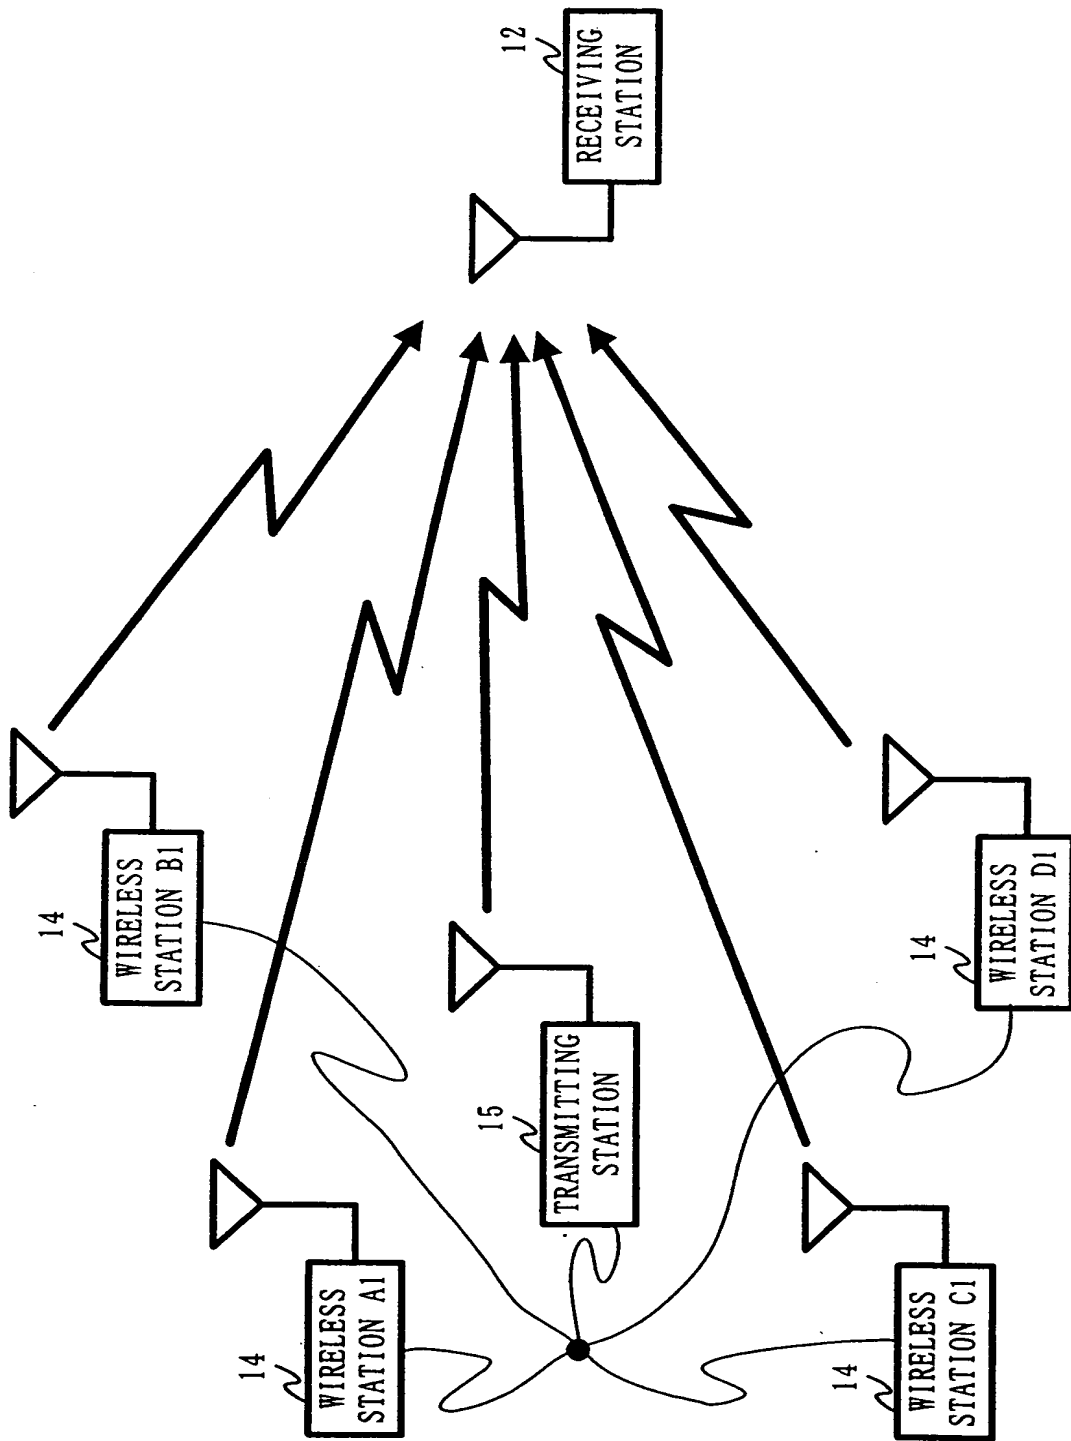 14
WIRELESS
STATION A1
14
WIRELESS
STATION B1
15
TRANSMITTING
STATION
14
WIRELESS
STATION C1
14
WIRELESS
STATION D1
12
RECEIVING
STATION